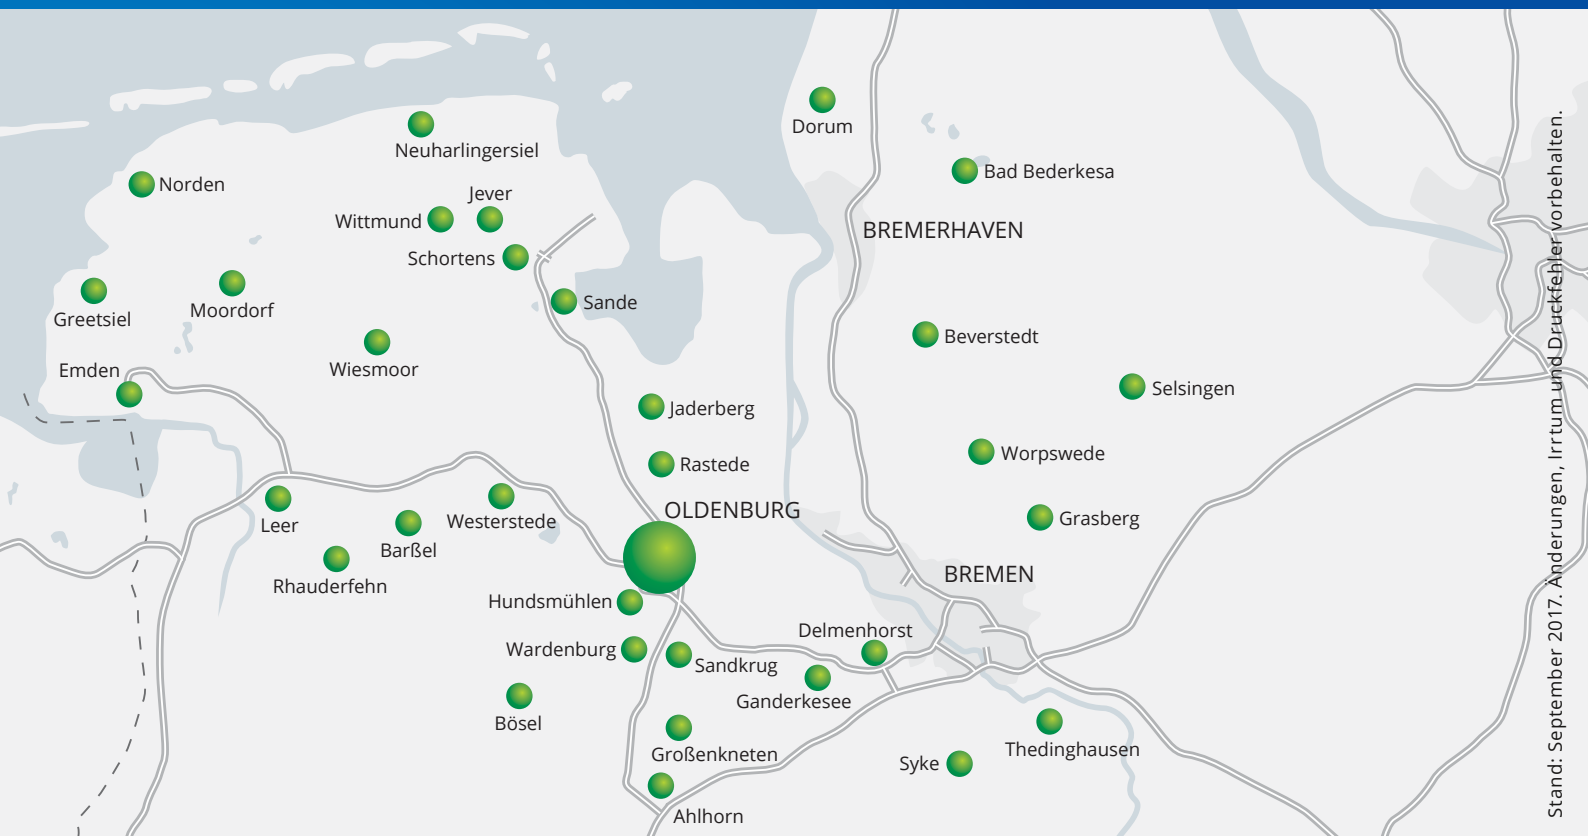 Dorum
Neuharlingersiel
Bad Bederkesa
Norden
Jever
Wittmund
BREMERHAVEN
Schortens
Sande
Moordorf
Greetsiel
Beverstedt
Wiesmoor
Emden
Selsingen
Jaderberg
Worpswede
Rastede
OLDENBURG
Grasberg
Westerstede
Leer
Barßel
BREMEN
Rhauderfehn
Hundsmühlen
Delmenhorst
Wardenburg
Sandkrug
Ganderkesee
Bösel
Thedinghausen
Großenkneten
Syke
Ahlhorn
Stand: September 2017. Änderungen, Irrtum und Druckfehler vorbehalten.